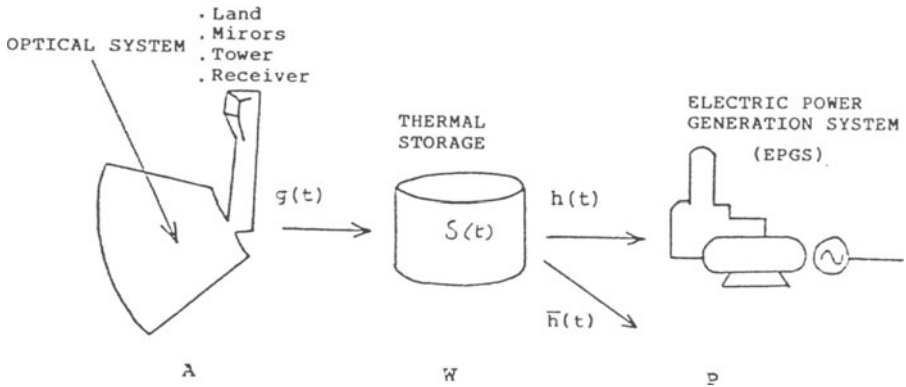 . Land
. Mirors
. Tower
. Receiver
OPTICAL SYSTEM
THERMAL
STORAGE
ELECTRIC POWER
GENERATION SYSTEM
(EPGS)
g(t)
S(t)
h(t)
h̅(t)
A
W
P